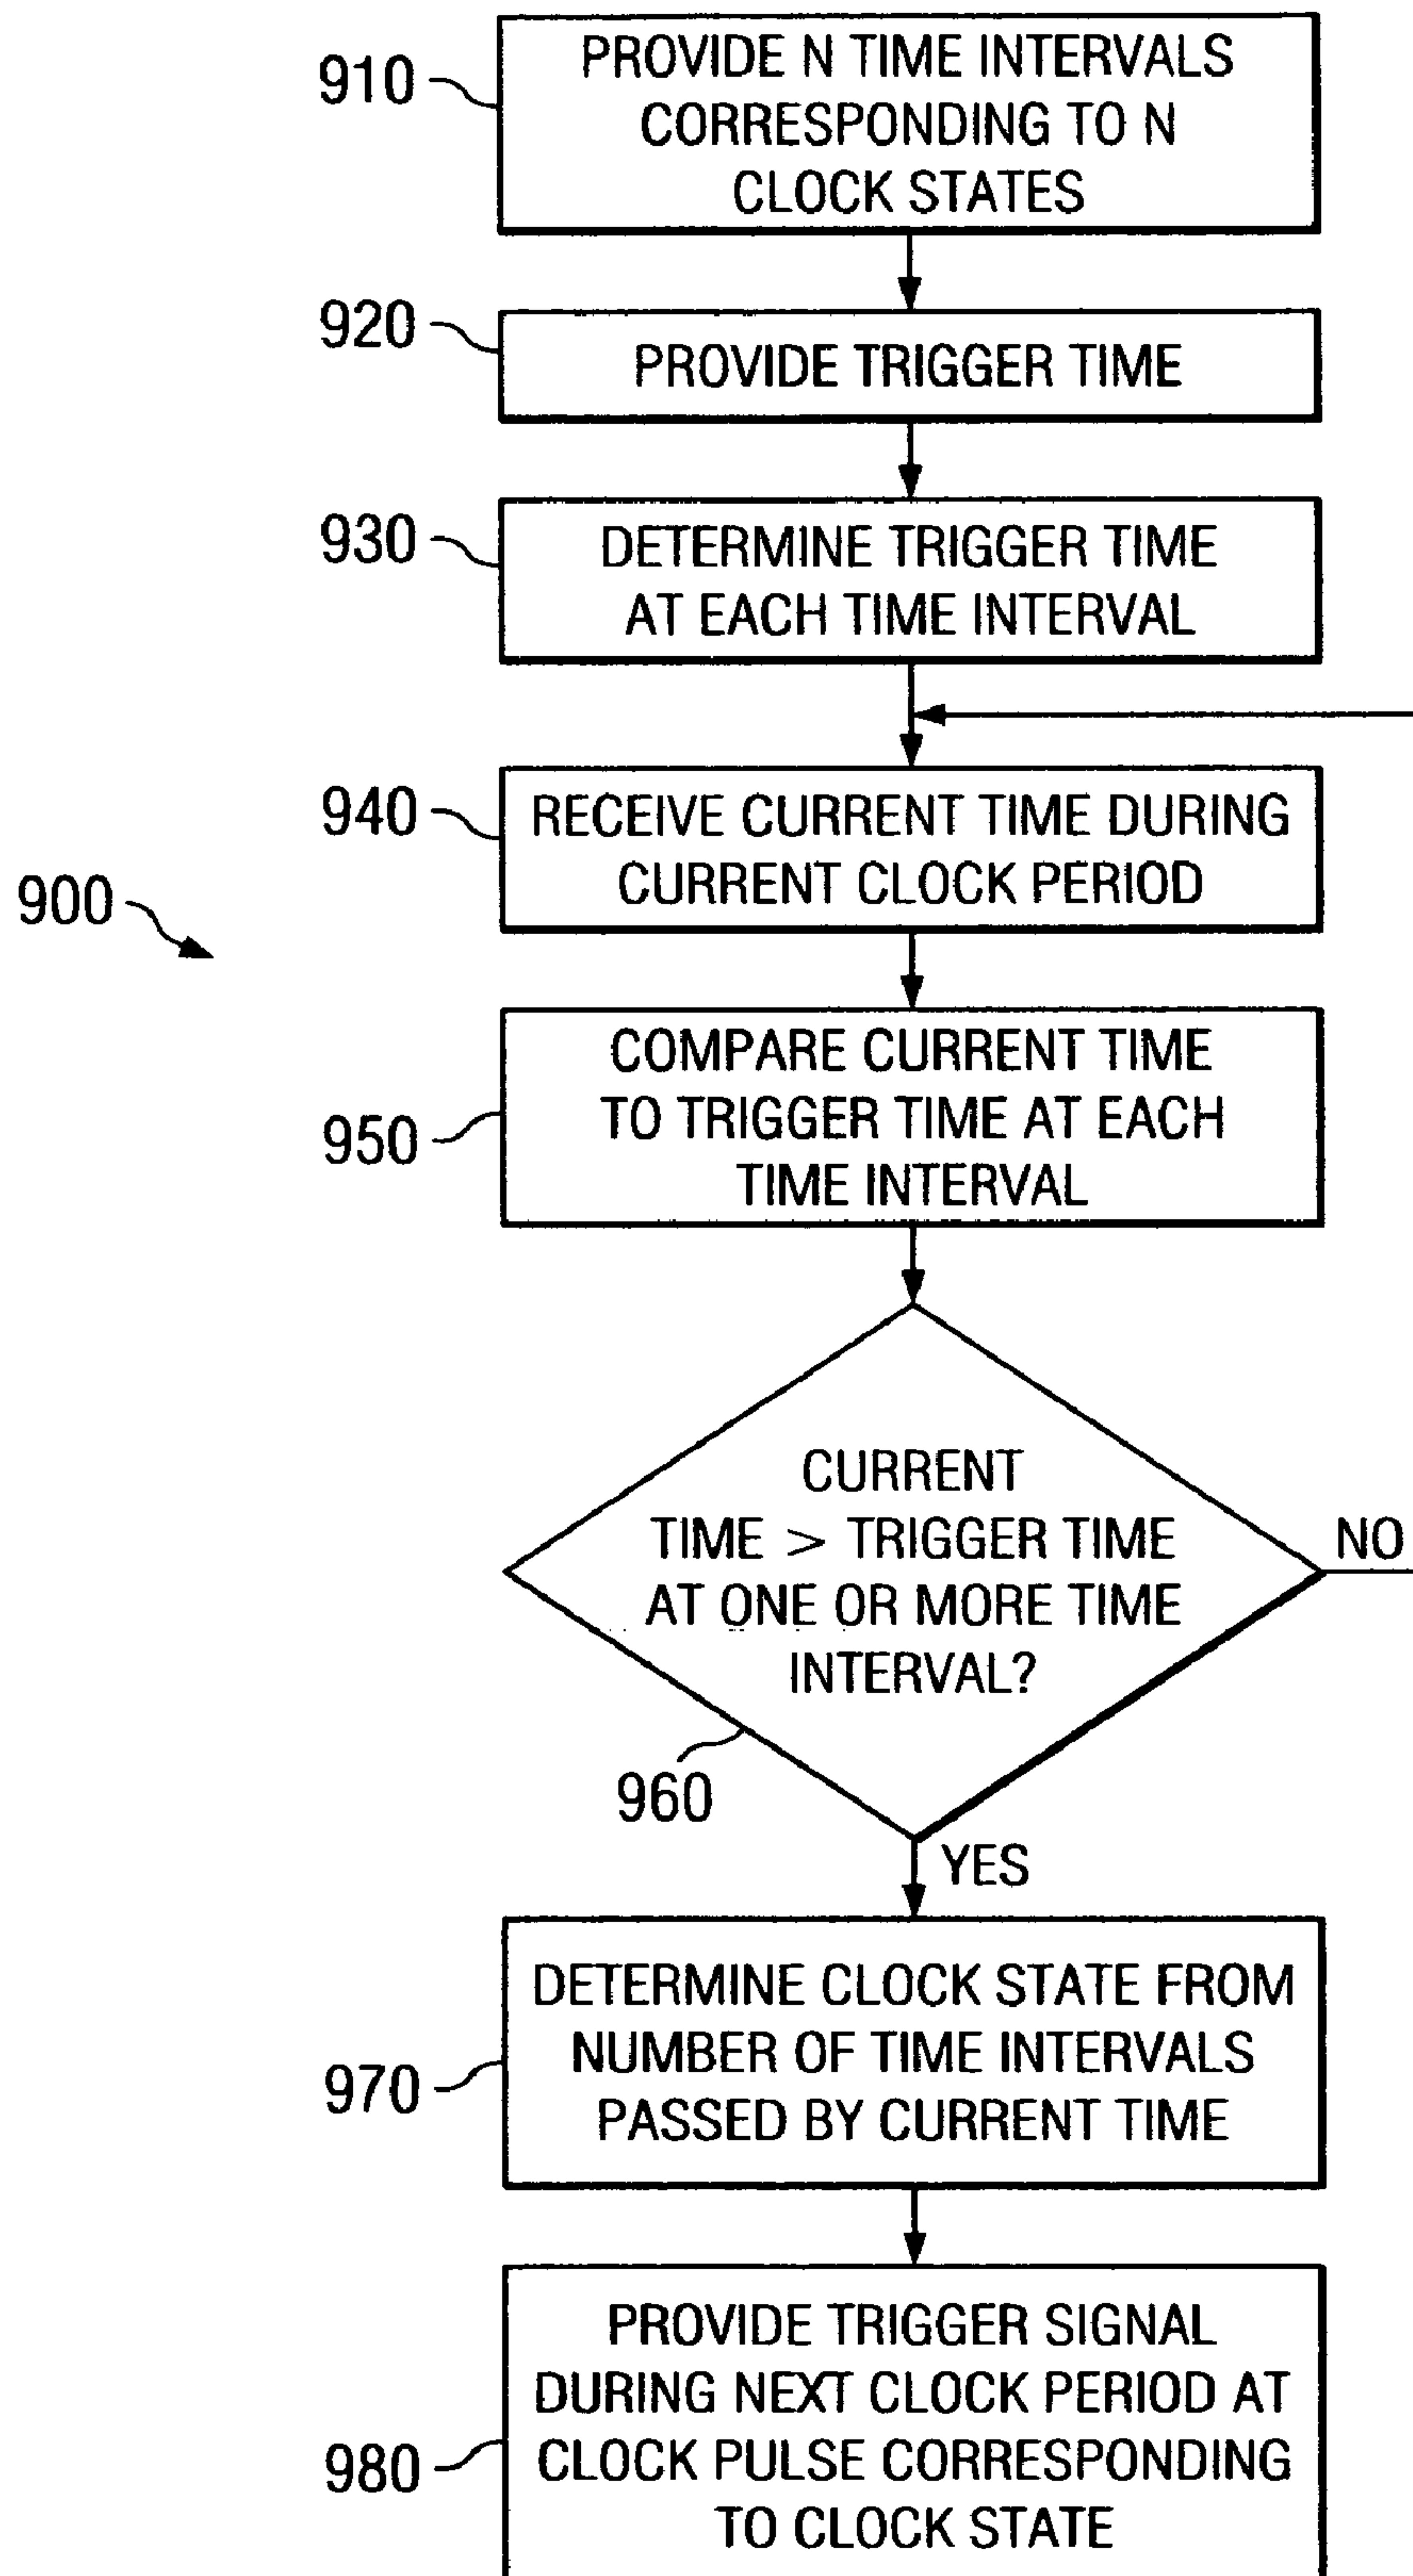 910
PROVIDE N TIME INTERVALS
CORRESPONDING TO N
CLOCK STATES
920
PROVIDE TRIGGER TIME
930
DETERMINE TRIGGER TIME
AT EACH TIME INTERVAL
940
RECEIVE CURRENT TIME DURING
CURRENT CLOCK PERIOD
900
950
COMPARE CURRENT TIME
TO TRIGGER TIME AT EACH
TIME INTERVAL
CURRENT
TIME > TRIGGER TIME
AT ONE OR MORE TIME
INTERVAL?
NO
960
YES
970
DETERMINE CLOCK STATE FROM
NUMBER OF TIME INTERVALS
PASSED BY CURRENT TIME
980
PROVIDE TRIGGER SIGNAL
DURING NEXT CLOCK PERIOD AT
CLOCK PULSE CORRESPONDING
TO CLOCK STATE